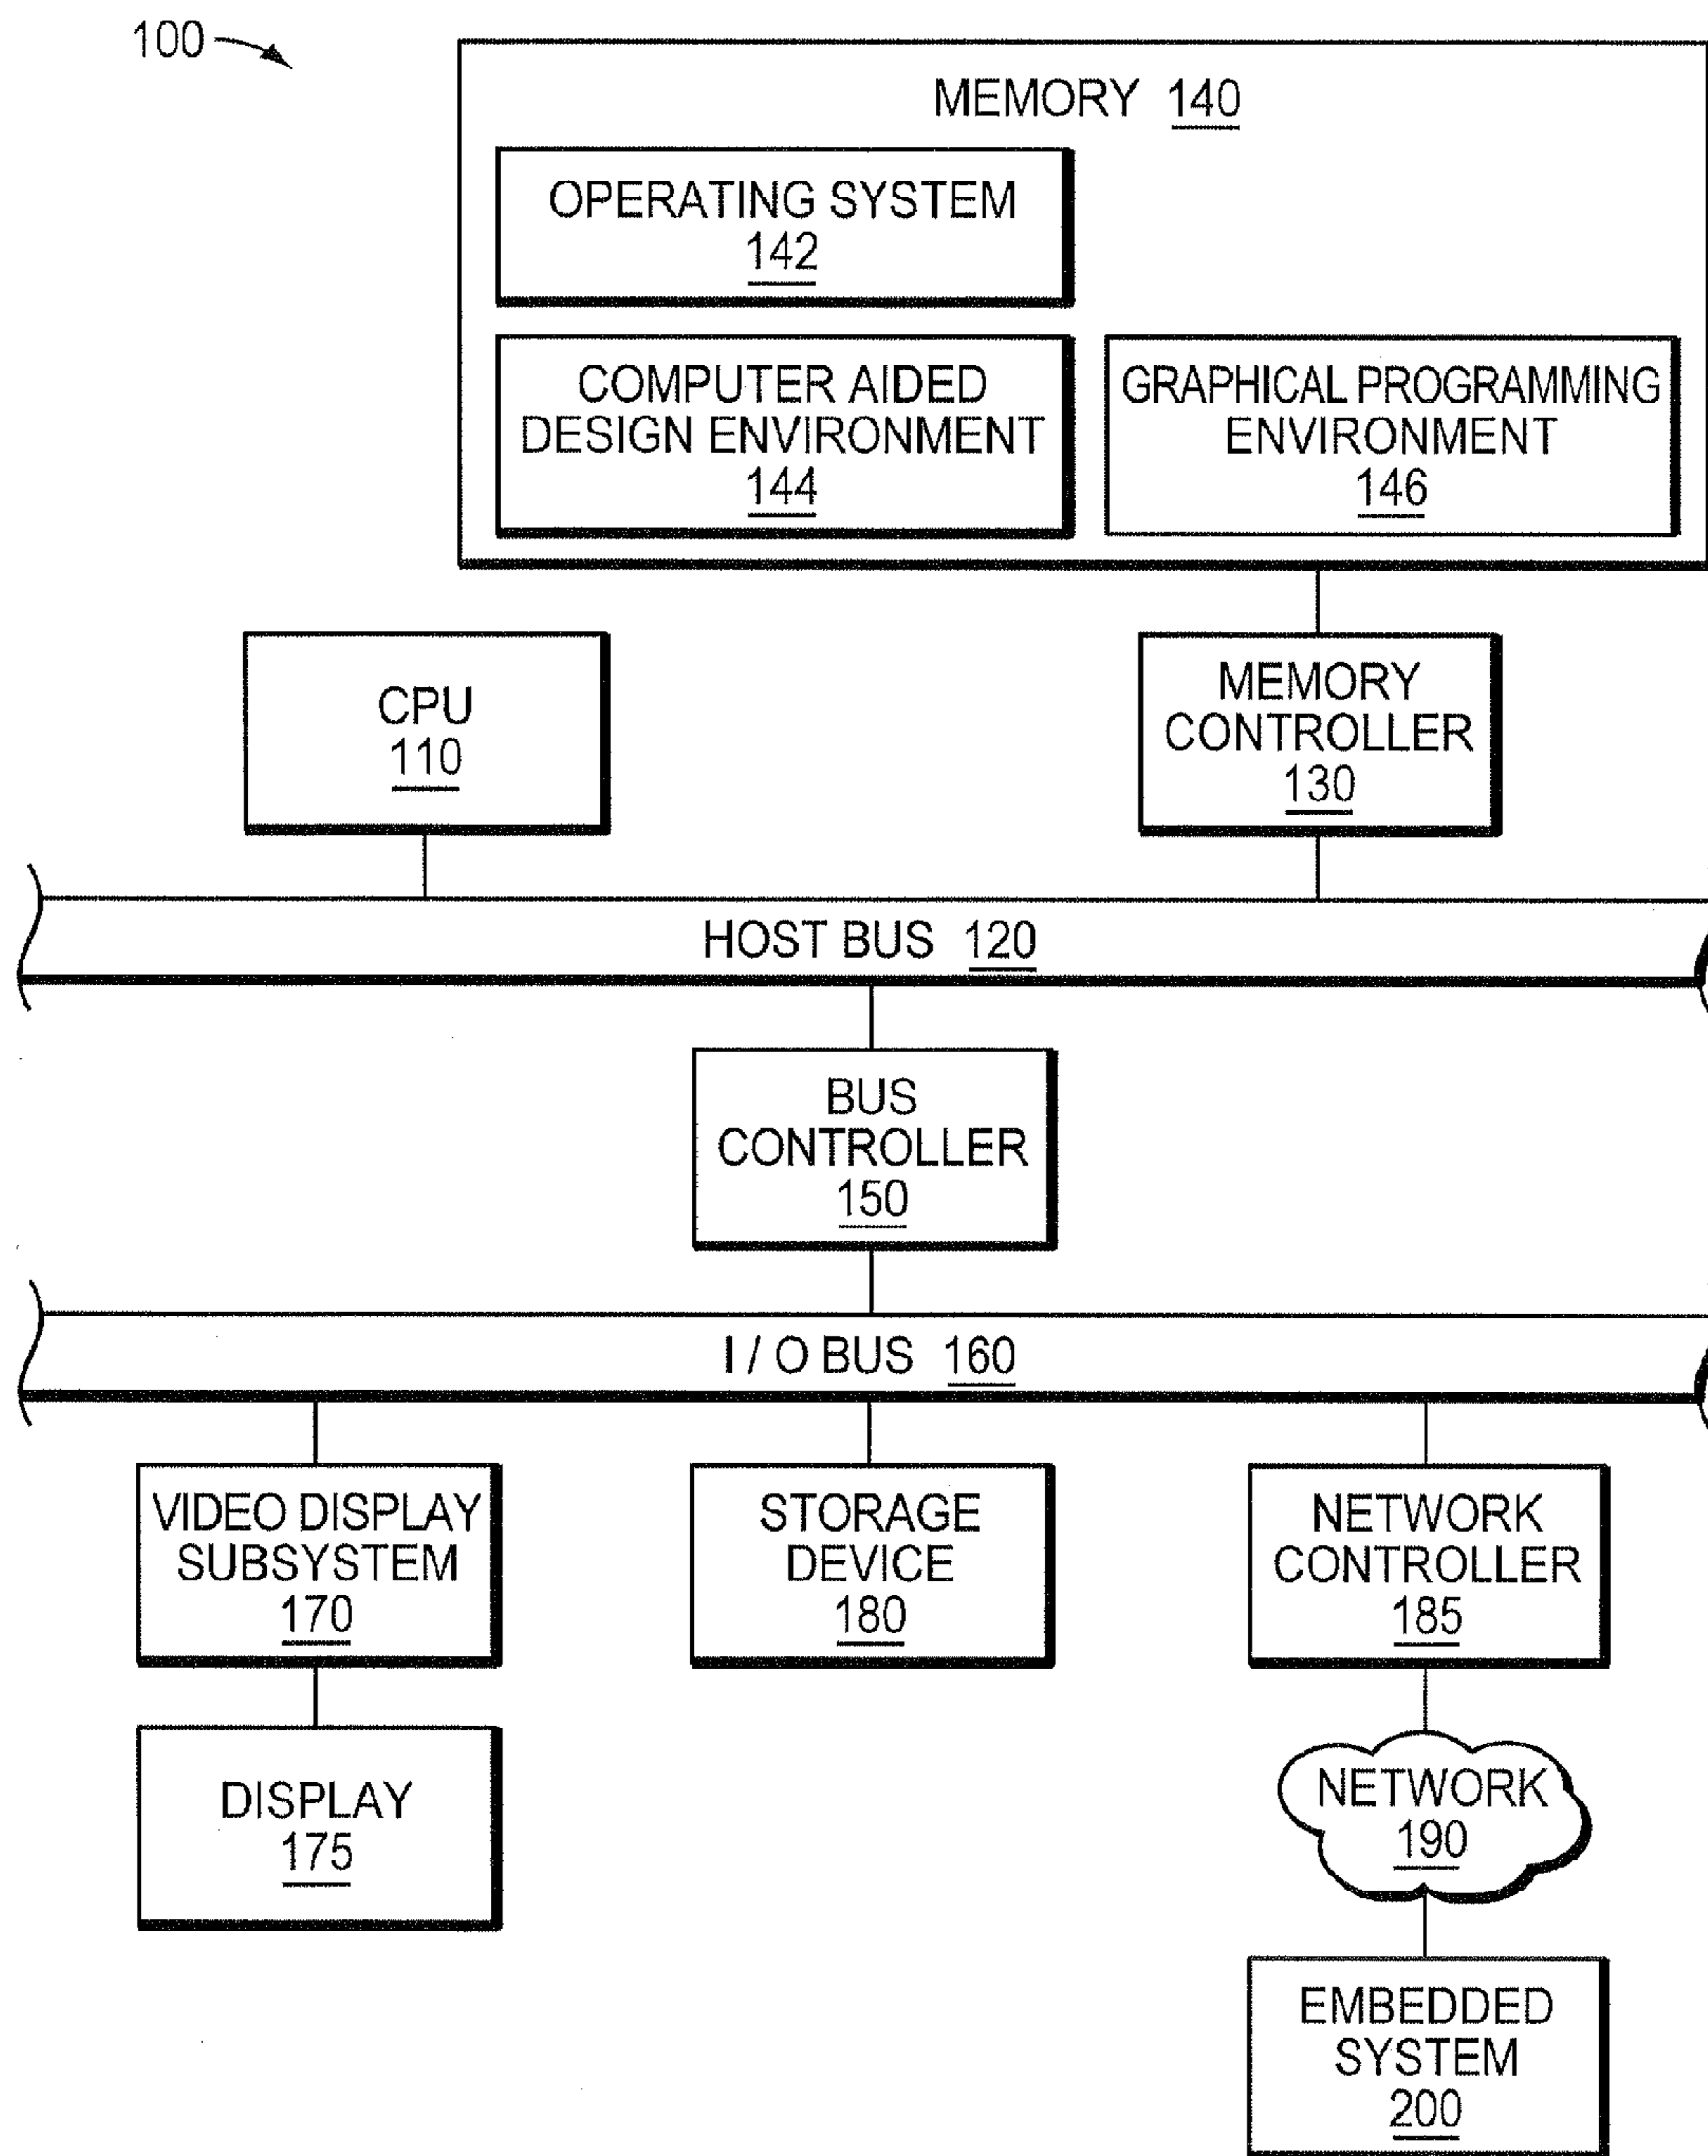 100
MEMORY 140
OPERATING SYSTEM
142
COMPUTER AIDED
DESIGN ENVIRONMENT
144
GRAPHICAL PROGRAMMING
ENVIRONMENT
146
CPU
110
MEMORY
CONTROLLER
130
HOST BUS 120
BUS
CONTROLLER
150
I / O BUS 160
VIDEO DISPLAY
SUBSYSTEM
170
STORAGE
DEVICE
180
NETWORK
CONTROLLER
185
DISPLAY
175
NETWORK
190
EMBEDDED
SYSTEM
200